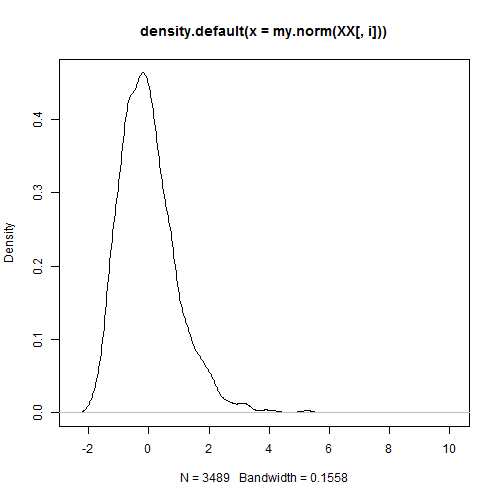 density.default(x = my.norm(XX[, i]))
Density
0.4
0.3
0.2
0.1
0.0
-2 0 2 4 6 8 10
N = 3489 Bandwidth = 0.1558